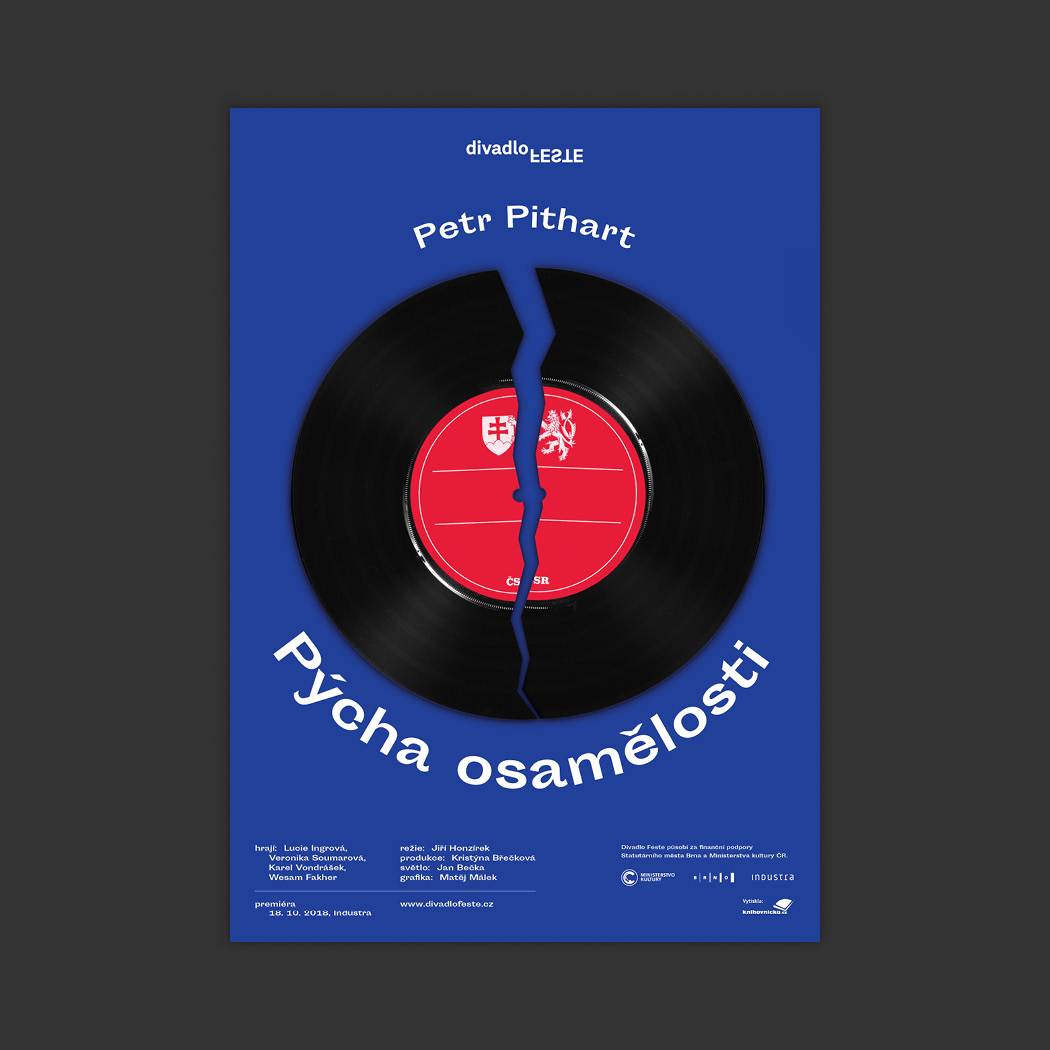 divadlo FESTE
Petr Pithart
ČSSR
Pýcha osamělosti
hrají: Lucie Ingrová,
Veronika Soumarová,
Karel Vondrášek,
Wesam Fakher
premiéra
18. 10. 2018, Industra
režie: Jiří Honzírek
produkce: Kristýna Břečková
světlo: Jan Bečka
grafika: Matěj Málek
www.divadlofeste.cz
Divadlo Feste působí za finanční podpory
Statutárního města Brna a Ministerstva kultury ČR.
MINISTERSTVO
KULTURY
B R N O
industra
Vytiskla:
knihovnicka.cz